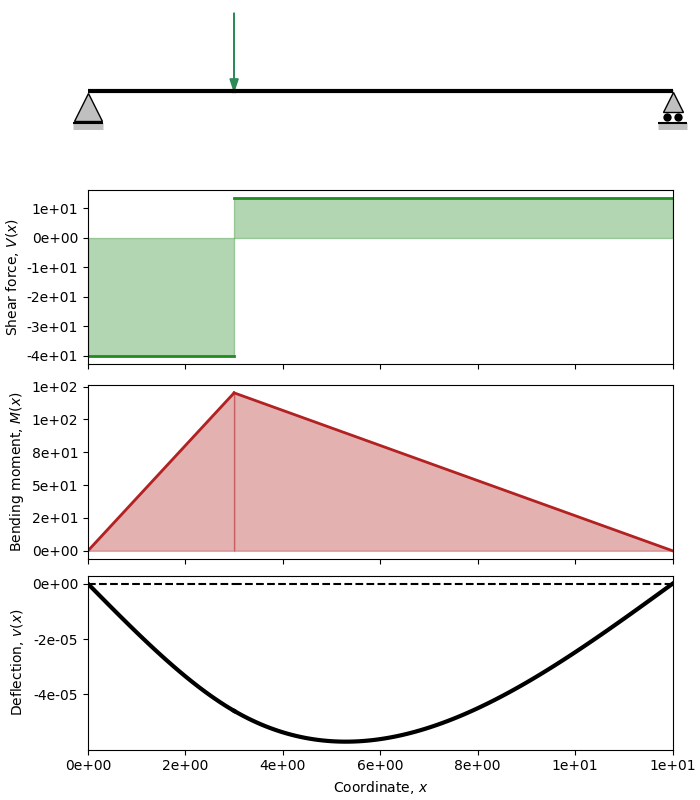 Shear force, V(x)
1e+01
0e+00
-1e+01
-2e+01
-3e+01
-4e+01
Bending moment, M(x)
1e+02
1e+02
8e+01
5e+01
2e+01
0e+00
Deflection, v(x)
0e+00
-2e-05
-4e-05
0e+00 2e+00 4e+00 6e+00 8e+00 1e+01 1e+01
Coordinate, x